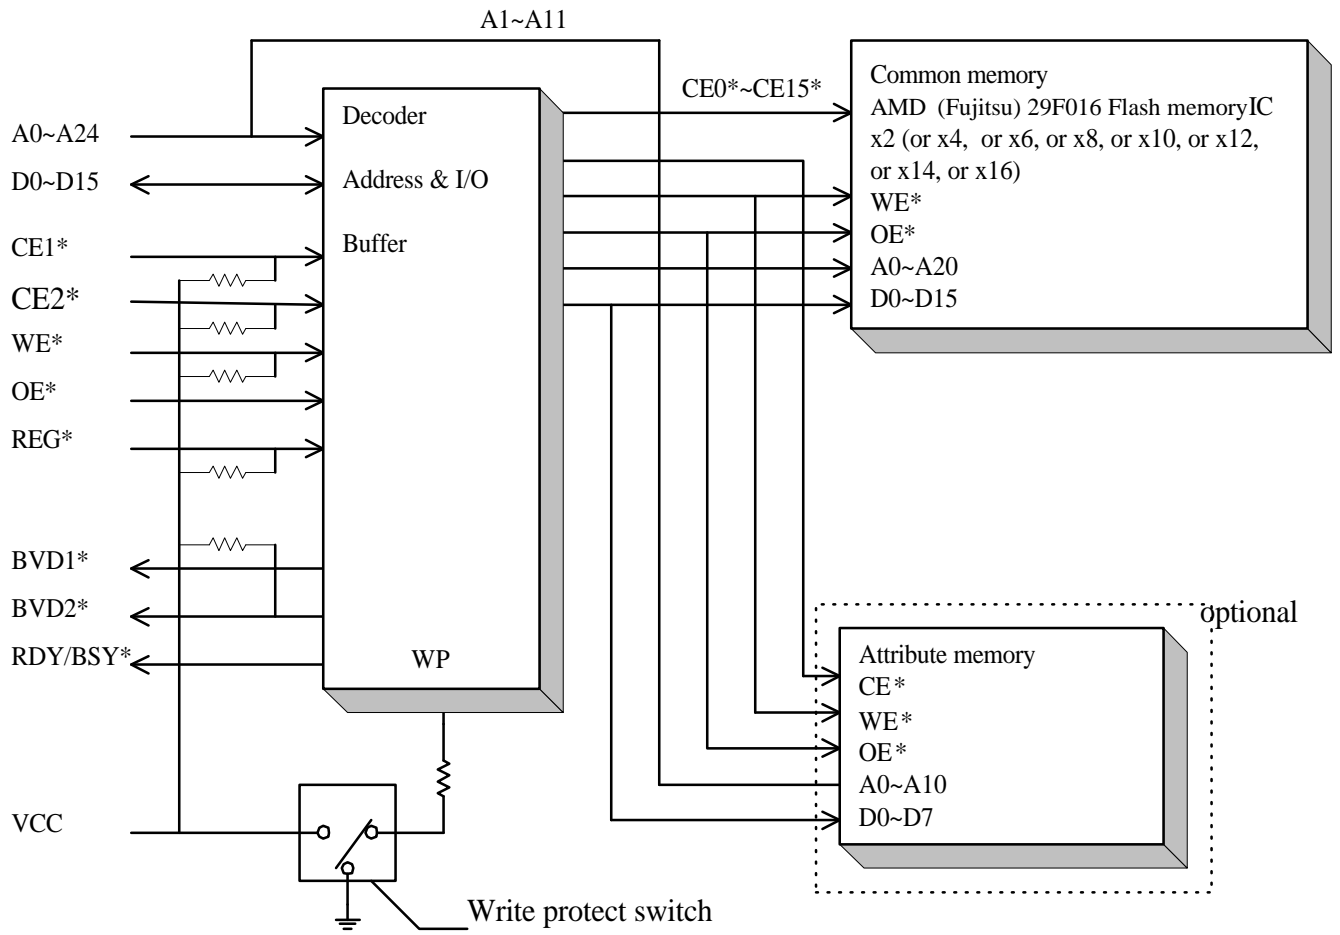 A1~A11
A0~A24
D0~D15
CE1*
CE2*
WE*
OE*
REG*
BVD1*
BVD2*
RDY/BSY*
VCC
Decoder
Address & I/O
Buffer
WP
Write protect switch
CE0*~CE15*
Common memory
AMD (Fujitsu) 29F016 Flash memoryIC
x2 (or x4, or x6, or x8, or x10, or x12,
or x14, or x16)
WE*
OE*
A0~A20
D0~D15
optional
Attribute memory
CE*
WE*
OE*
A0~A10
D0~D7